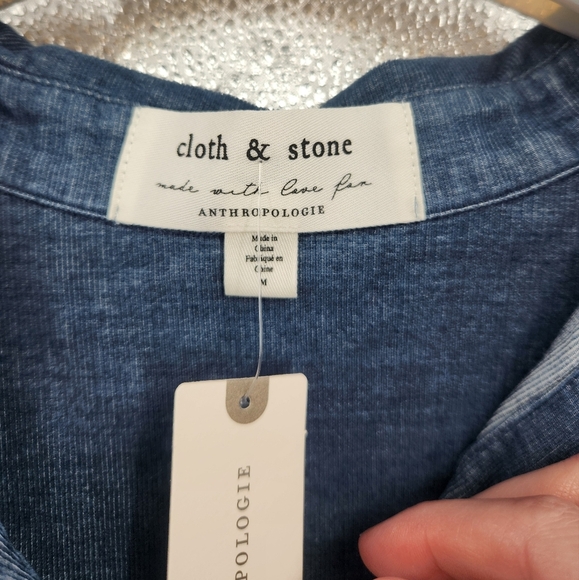 cloth & stone
made with love for
ANTHROPOLOGIE
Made in
China
Fabriqué en
Chine
M
POLOGIE